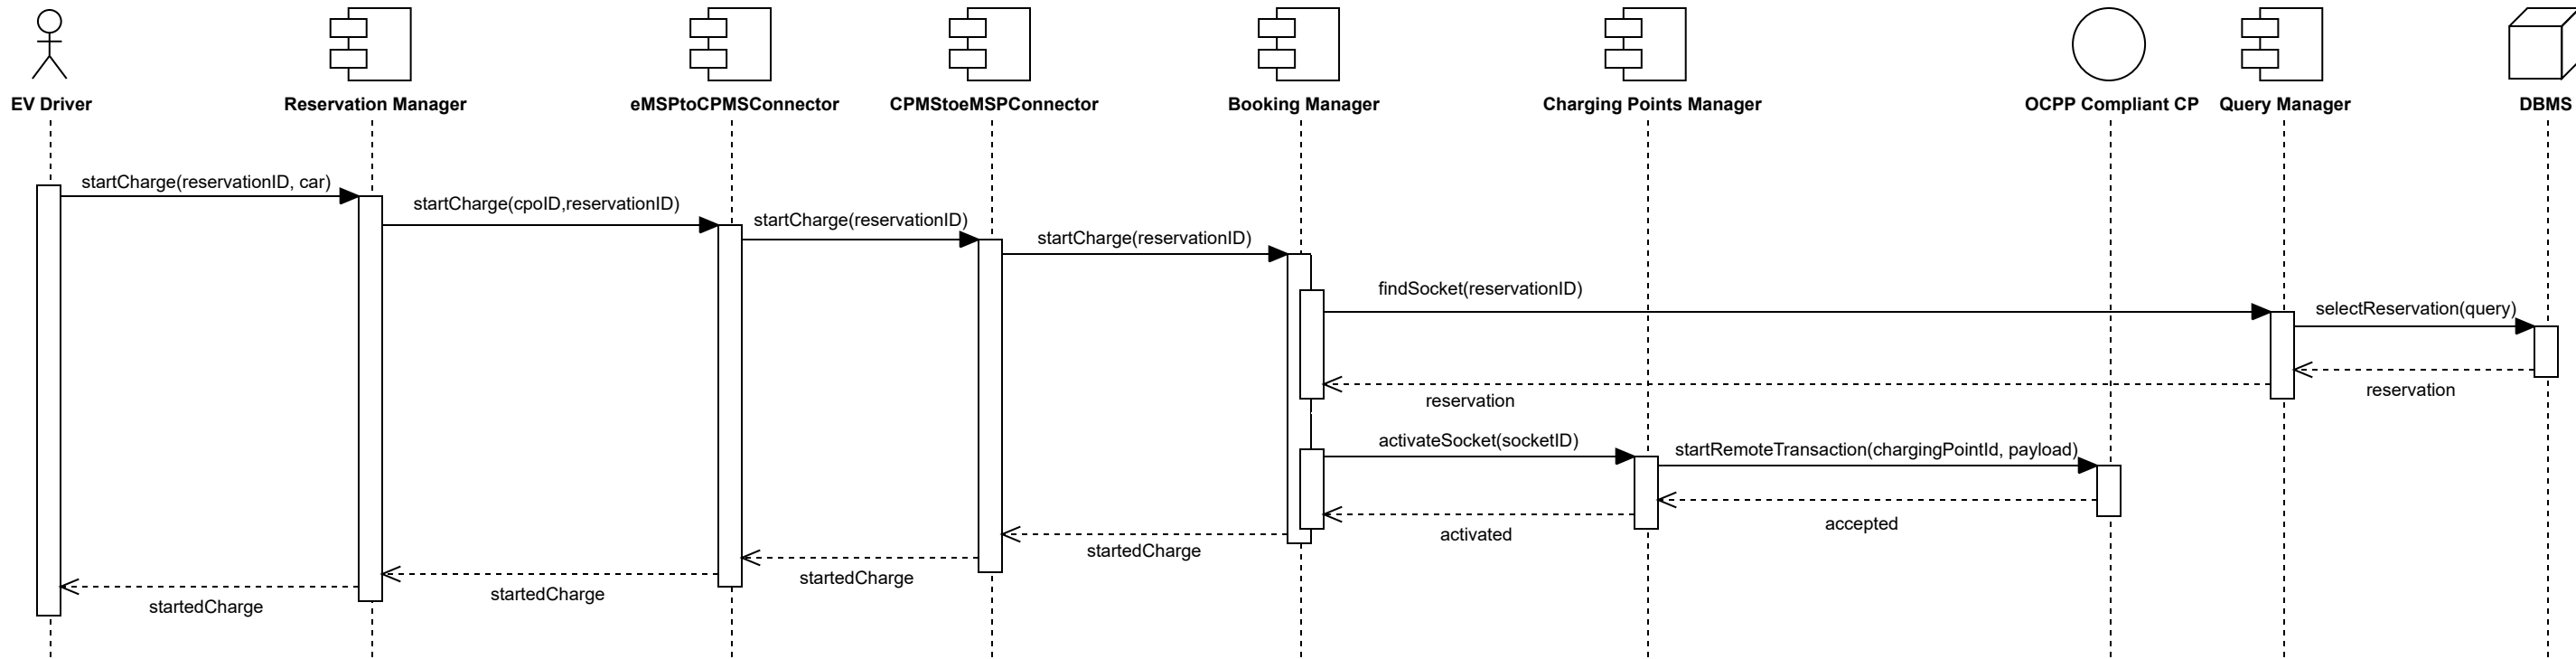 EV Driver
Reservation Manager
eMSPtoCPMSConnector
CPMStoeMSPConnector
Booking Manager
Charging Points Manager
OCPP Compliant CP
Query Manager
DBMS
startCharge(reservationID, car)
startCharge(cpoID,reservationID)
startCharge(reservationID)
startCharge(reservationID)
findSocket(reservationID)
selectReservation(query)
reservation
reservation
activateSocket(socketID)
startRemoteTransaction(chargingPointId, payload)
accepted
activated
startedCharge
startedCharge
startedCharge
startedCharge